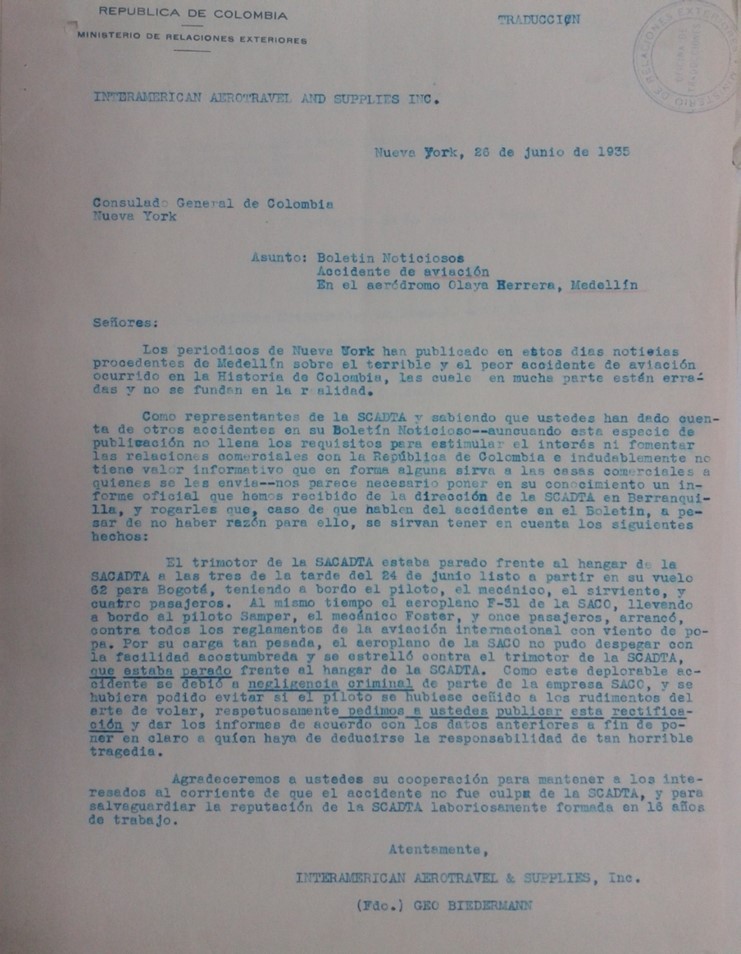 REPUBLICA DE COLOMBIA
MINISTERIO DE RELACIONES EXTERIORES
TRADUCCIØN
MINISTERIO DE RELACIONES EXTERIORES
INTERAMERICAN AEROTRAVEL AND SUPPLIES INC.
Nueva York, 26 de junio de 1935
Consulado General de Colombia
Nueva York
Asunto: Boletin Noticiosos
Accidente de aviación
En el aeródromo Olaya Herrera, Medellín
Señores:
Los periodicos de Nueva York han publicado en estos dias noticias
procedentes de Medellín sobre el terrible y el peor accidente de aviación
ocurrido en la Historia de Colombia, las cuale en mucha parte están erra-
das y no se fundan en la r alidad.
Como representantes de la SCADTA y sabiendo que ustedes han dado cuen-
ta de otros accidentes en su Boletín Noticioso--auncuando esta especie de
publicación no llena los requisitos para estimular el interés ni fomentar
las relaciones comerciales con la República de Colombia e indudablemente no
tiene valor informativo que en forma alguna sirva a las casas comerciales a
quienes se les envia--nos parece necesario poner en su conocimiento un in-
forme oficial que hemos recibido de la dirección de la SCADTA en Barranqui-
lla, y rogarles que, caso de que hablen del accidente en el Boletin, a pe-
sar de no haber razón para ello, se sirvan tener en cuenta los siguientes
hechos:
El trimotor de la SACADTA estaba parado frente al hangar de la
SACADTA a las tres de la tarde del 24 de junio listo a partir en su vuelo
62 para Bogotá, teniendo a bordo el piloto, el mecánico, el sirviente, y
cuatro pasajeros. Al mismo tiempo el aeroplano F-31 de la SACO, llevando
a bordo al piloto Samper, el mecánico Foster, y once pasajeros, arrancó,
contra todos los reglamentos de la aviación internacional con viento de po-
pa. Por su carga tan pesada, el aeroplano de la SACO no pudo despegar con
la facilidad acostumbreda y se estrelló contra el trimotor de la SCADTA,
que estaba parado frente al hangar de la SCADTA. Como este deplorable ac-
cidente se debió a negligencia criminal de parte de la empresa SACO, y se
hubiera podido evitar si el piloto se hubiese ceñido a los rudimentos del
arte de volar, respetuosamente pedimos a ustedes publicar esta rectifica-
ción y dar los informes de acuerdo con los datos anteriores a fin de po-
ner en claro a quien haya de deducirse la responsabilidad de tan horrible
tragedia.
Agradeceremos a ustedes su cooperación para mantener a los inte-
resados al corriente de que el accidente no fue culpa de la SCADTA, y para
salvaguardiar la reputación de la SCADTA laboriosamente formada en 16 años
de trabajo.
Atentamente,
INTERAMERICAN AEROTRAVEL & SUPPLIES, Inc.
(Fdo.) GEO BIEDERMANN